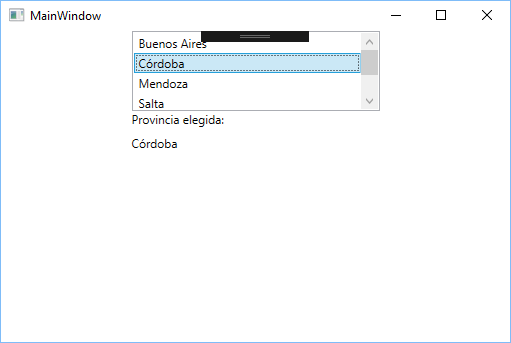 MainWindow
Buenos Aires
Córdoba
Mendoza
Salta
Provincia elegida:
Córdoba